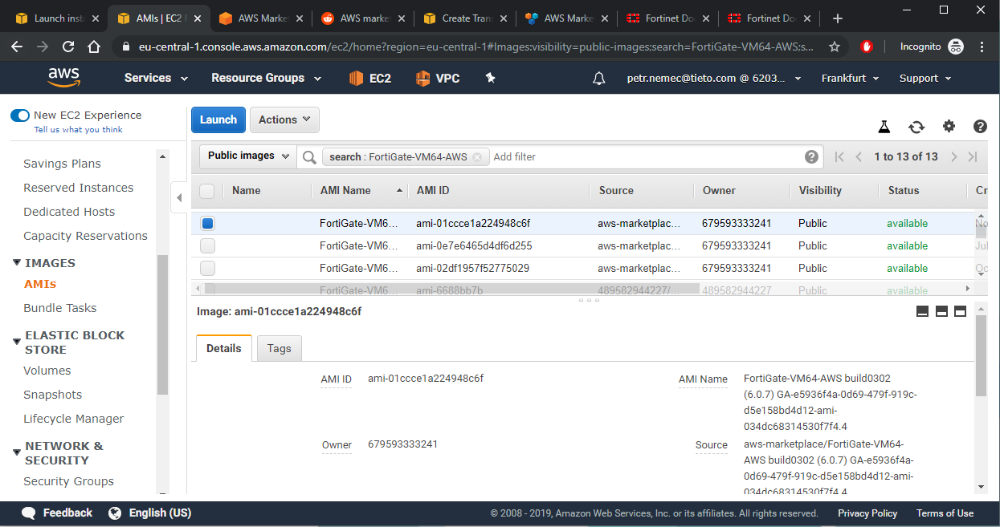 Launch inst
AMIs | EC2
AWS Market
AWS market
Create Tran
AWS Market
Fortinet Do
Fortinet Do
eu-central-1.console.aws.amazon.com/ec2/home?region=eu-central-1#Images:visibility=public-images;search=FortiGate-VM64-AWS;s...
Incognito
aws
Services
Resource Groups
EC2
VPC
petr.nemec@tieto.com @ 6203...
Frankfurt
Support
New EC2 Experience
Tell us what you think
Savings Plans
Reserved Instances
Dedicated Hosts
Capacity Reservations
IMAGES
AMIs
Bundle Tasks
ELASTIC BLOCK
STORE
Volumes
Snapshots
Lifecycle Manager
NETWORK &
SECURITY
Security Groups
Launch
Actions
Public images
search : FortiGate-VM64-AWS
Add filter
1 to 13 of 13
Name AMI Name AMI ID Source Owner Visibility Status Cr
FortiGate-VM6... ami-01ccce1a224948c6f aws-marketplac... 679593333241 Public available No
FortiGate-VM6... ami-0e7e6465d4df6d255 aws-marketplac... 679593333241 Public available Jul
FortiGate-VM6... ami-02df1957f52775029 aws-marketplac... 679593333241 Public available Oc
FortiGate-VM6... ami-6688bb7b 489582944227/... 489582944227 Public available
Image: ami-01ccce1a224948c6f
Details
Tags
AMI ID ami-01ccce1a224948c6f
AMI Name FortiGate-VM64-AWS build0302
(6.0.7) GA-e5936f4a-0d69-479f-919c-
d5e158bd4d12-ami-
034dc68314530f7f4.4
Owner 679593333241
Source aws-marketplace/FortiGate-VM64-
AWS build0302 (6.0.7) GA-e5936f4a-
0d69-479f-919c-d5e158bd4d12-ami-
034dc68314530f7f4.4
Feedback
English (US)
© 2008 - 2019, Amazon Web Services, Inc. or its affiliates. All rights reserved.
Privacy Policy
Terms of Use